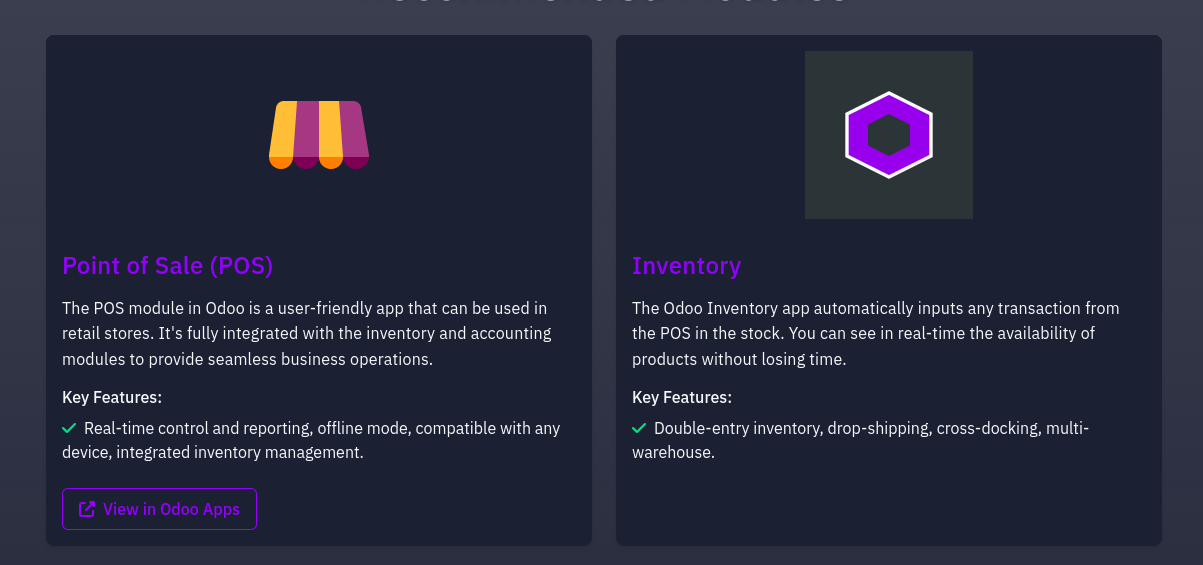 Point of Sale (POS)
The POS module in Odoo is a user-friendly app that can be used in
retail stores. It's fully integrated with the inventory and accounting
modules to provide seamless business operations.
Key Features:
Real-time control and reporting, offline mode, compatible with any
device, integrated inventory management.
View in Odoo Apps
Inventory
The Odoo Inventory app automatically inputs any transaction from
the POS in the stock. You can see in real-time the availability of
products without losing time.
Key Features:
Double-entry inventory, drop-shipping, cross-docking, multi-
warehouse.